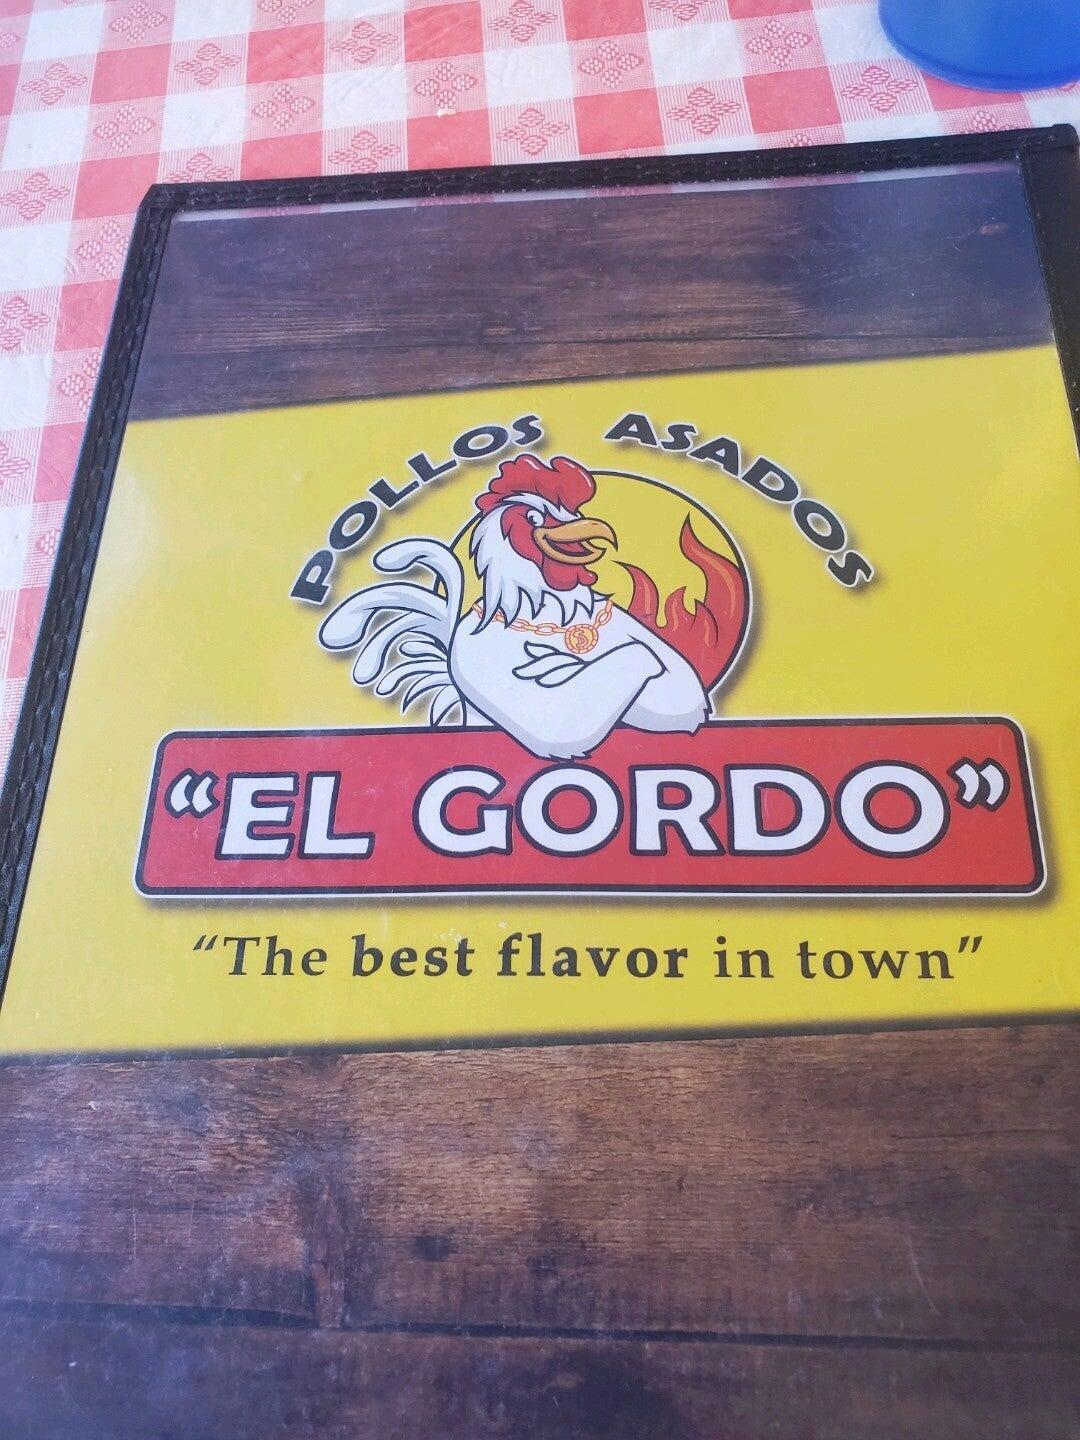 POLLOS ASADOS
"EL GORDO"
"The best flavor in town"